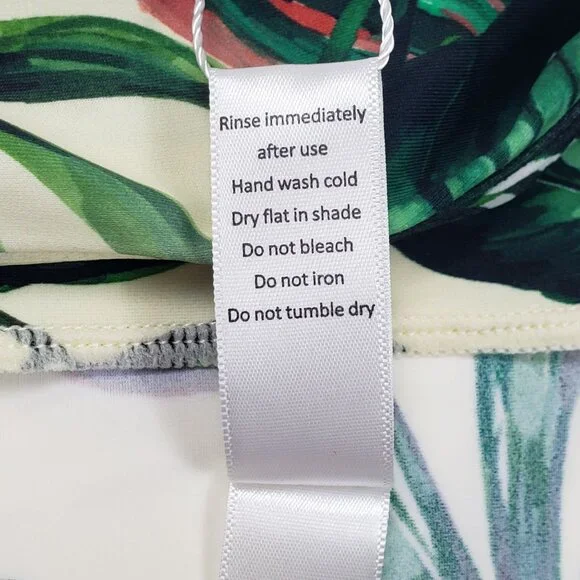 Rinse immediately
after use
Hand wash cold
Dry flat in shade
Do not bleach
Do not iron
Do not tumble dry